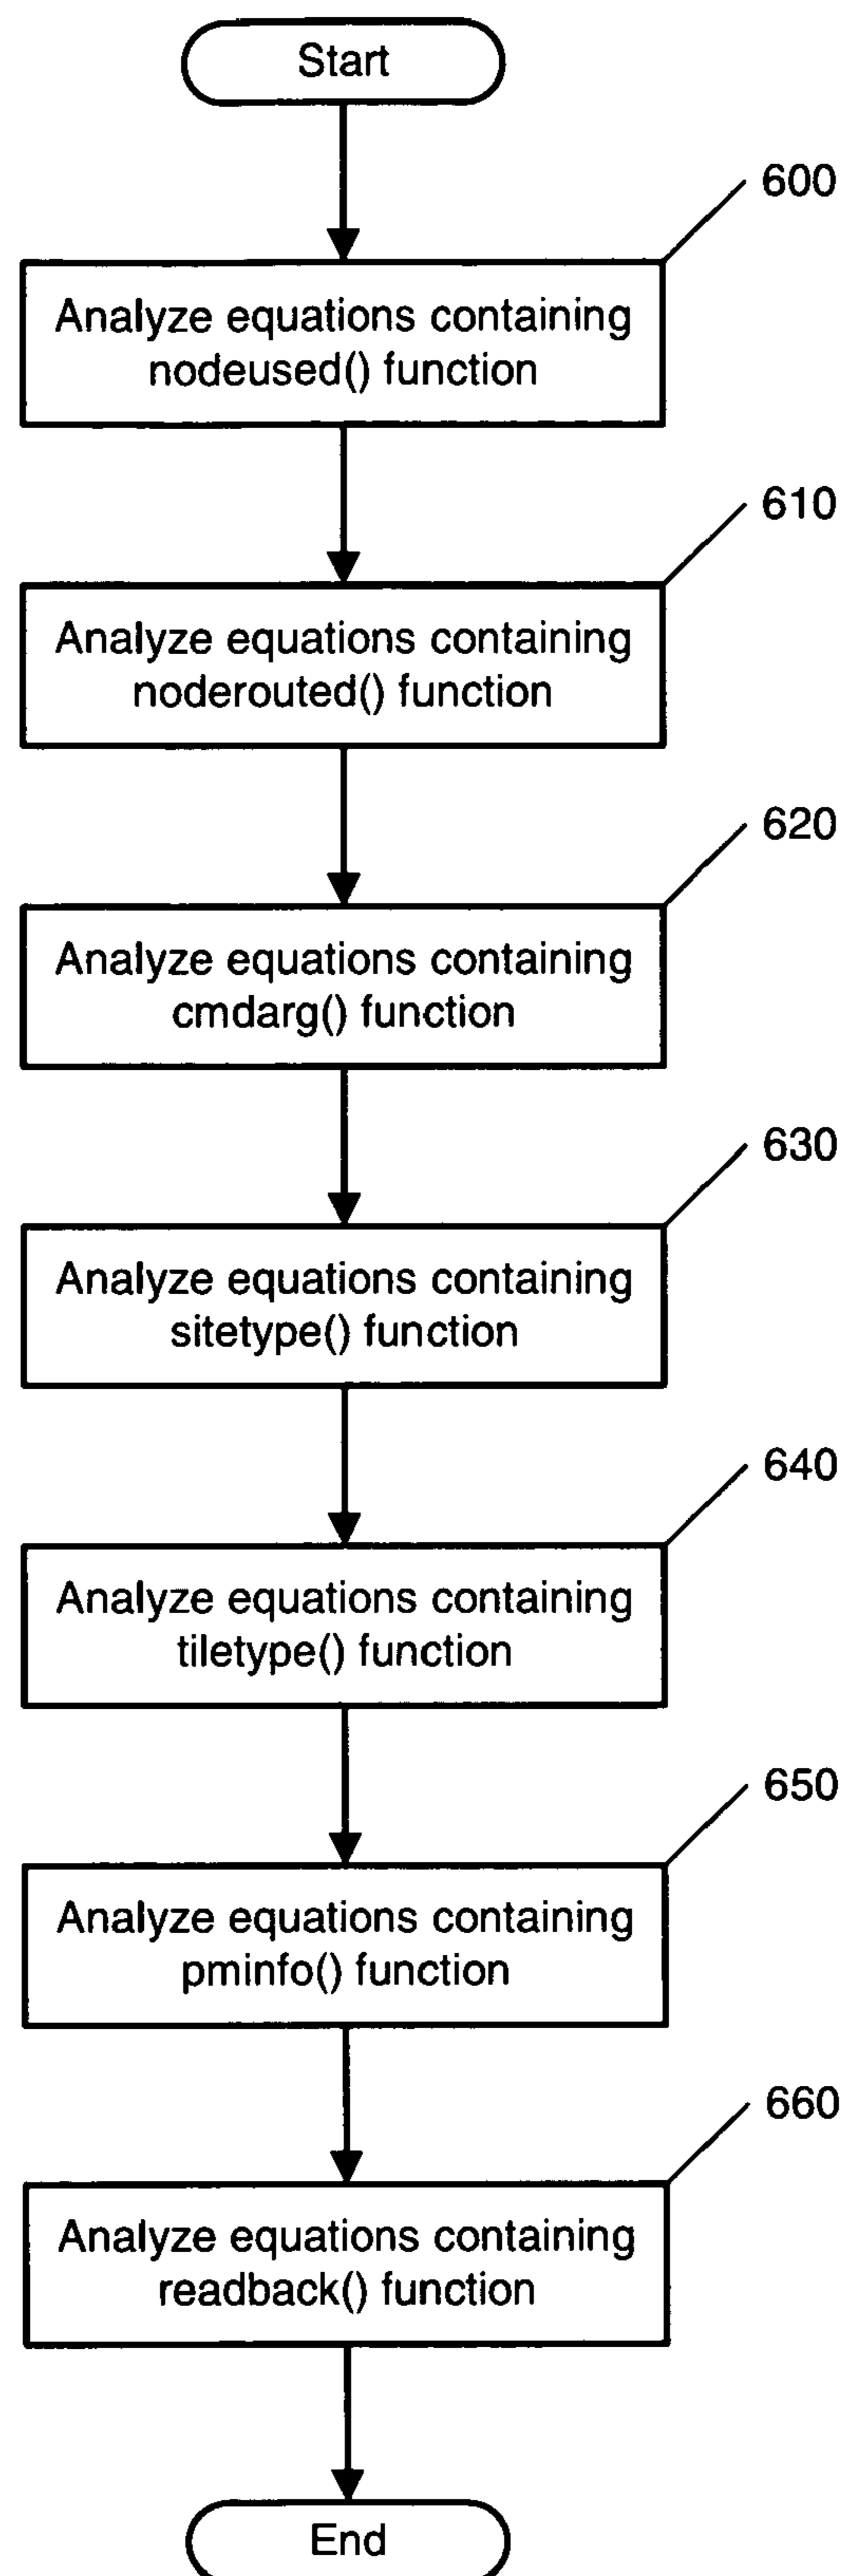 Start
600
Analyze equations containing
nodeused() function
610
Analyze equations containing
noderouted() function
620
Analyze equations containing
cmdarg() function
630
Analyze equations containing
sitetype() function
640
Analyze equations containing
tiletype() function
650
Analyze equations containing
pminfo() function
660
Analyze equations containing
readback() function
End